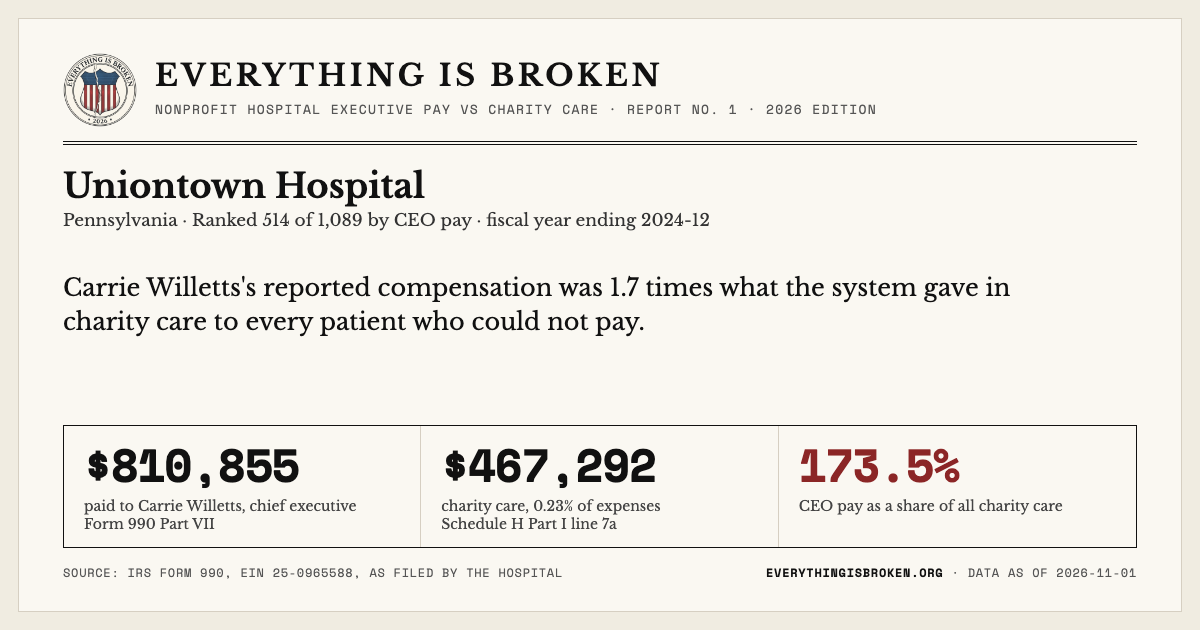 EVERYTHING IS BROKEN
2026
EVERYTHING IS BROKEN
NONPROFIT HOSPITAL EXECUTIVE PAY VS CHARITY CARE · REPORT NO. 1 · 2026 EDITION
Uniontown Hospital
Pennsylvania · Ranked 514 of 1,089 by CEO pay · fiscal year ending 2024-12
Carrie Willetts's reported compensation was 1.7 times what the system gave in
charity care to every patient who could not pay.
$810,855
paid to Carrie Willetts, chief executive
Form 990 Part VII
$467,292
charity care, 0.23% of expenses
Schedule H Part I line 7a
173.5%
CEO pay as a share of all charity care
SOURCE: IRS FORM 990, EIN 25-0965588, AS FILED BY THE HOSPITAL
EVERYTHINGISBROKEN.ORG · DATA AS OF 2026-11-01